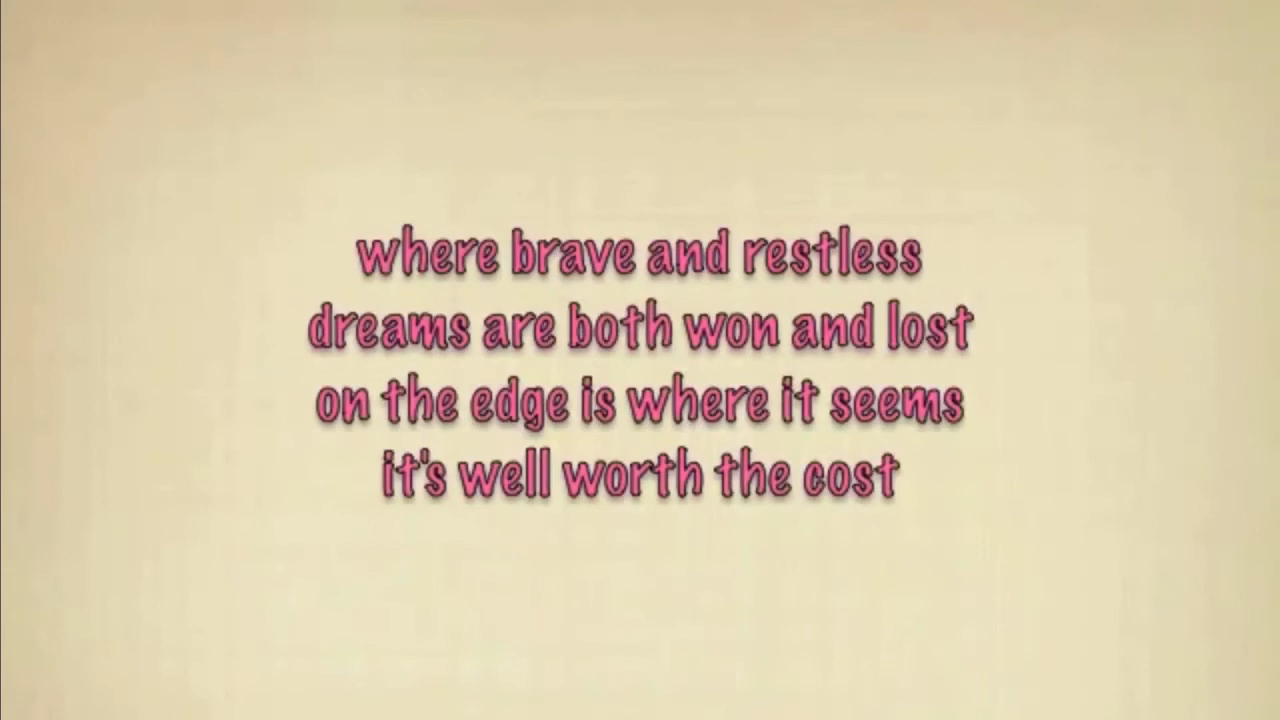 where brave and restless
dreams are both won and lost
on the edge is where it seems
it's well worth the cost